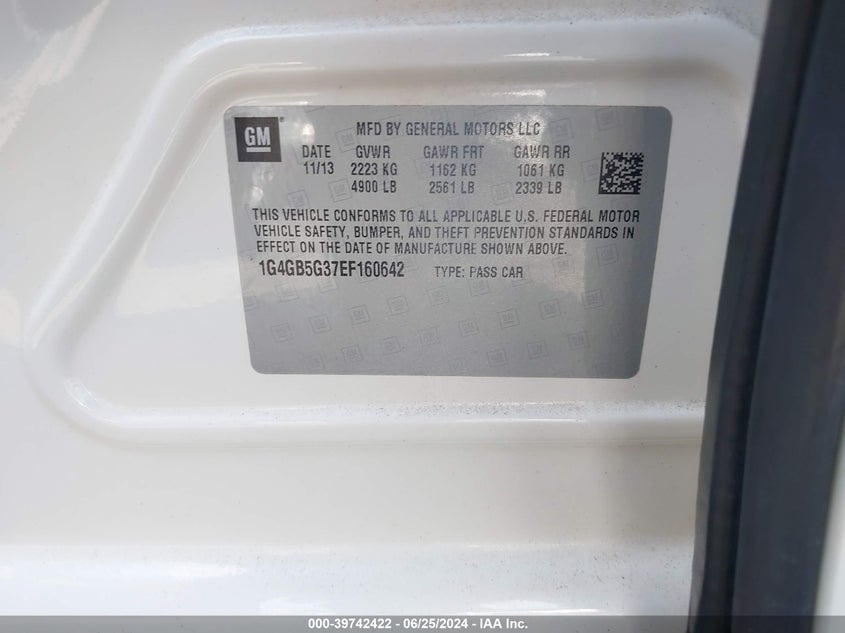 GM ®
MFD BY GENERAL MOTORS LLC
DATE GVWR GAWR FRT GAWR RR
11/13 2223 KG 1162 KG 1061 KG
4900 LB 2561 LB 2339 LB
THIS VEHICLE CONFORMS TO ALL APPLICABLE U.S. FEDERAL MOTOR
VEHICLE SAFETY, BUMPER, AND THEFT PREVENTION STANDARDS IN
EFFECT ON THE DATE OF MANUFACTURE SHOWN ABOVE.
1G4GB5G37EF160642 TYPE: PASS CAR
000-39742422 - 06/25/2024 - IAA Inc.